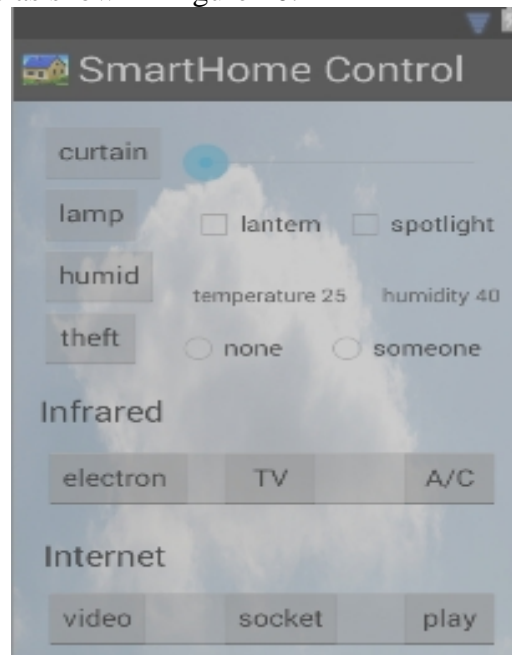 SmartHome Control
curtain
lamp lantern spotlight
humid temperature 25 humidity 40
theft none someone
Infrared
electron TV A/C
Internet
video socket play